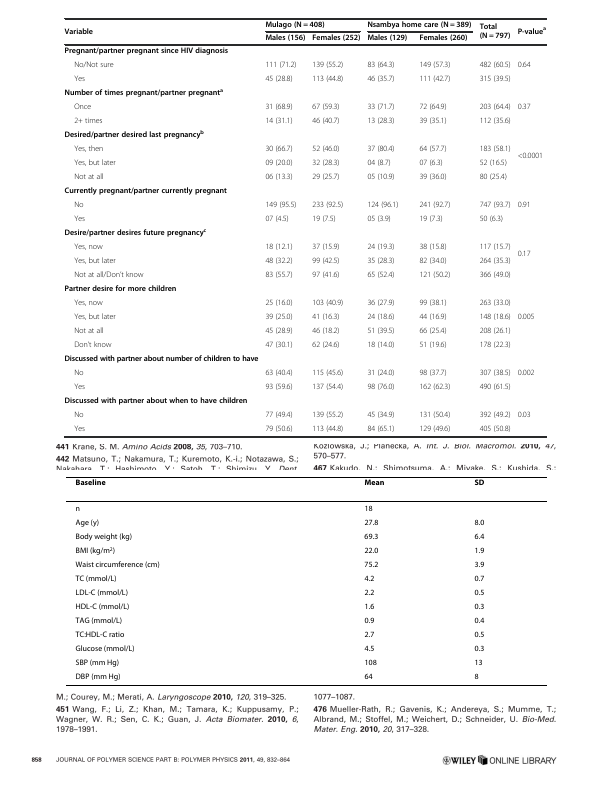 Variable Mulago (N = 408) Nsambya home care (N = 389) Total (N = 797) P-valueᵃ
Males (156) Females (252) Males (129) Females (260)
Pregnant/partner pregnant since HIV diagnosis
No/Not sure 111 (71.2) 139 (55.2) 83 (64.3) 149 (57.3) 482 (60.5) 0.64
Yes 45 (28.8) 113 (44.8) 46 (35.7) 111 (42.7) 315 (39.5)
Number of times pregnant/partner pregnantᵃ
Once 31 (68.9) 67 (59.3) 33 (71.7) 72 (64.9) 203 (64.4) 0.37
2+ times 14 (31.1) 46 (40.7) 13 (28.3) 39 (35.1) 112 (35.6)
Desired/partner desired last pregnancyᵇ
Yes, then 30 (66.7) 52 (46.0) 37 (80.4) 64 (57.7) 183 (58.1) <0.0001
Yes, but later 09 (20.0) 32 (28.3) 04 (8.7) 07 (6.3) 52 (16.5)
Not at all 06 (13.3) 29 (25.7) 05 (10.9) 39 (36.0) 80 (25.4)
Currently pregnant/partner currently pregnant
No 149 (95.5) 233 (92.5) 124 (96.1) 241 (92.7) 747 (93.7) 0.91
Yes 07 (4.5) 19 (7.5) 05 (3.9) 19 (7.3) 50 (6.3)
Desire/partner desires future pregnancyᶜ
Yes, now 18 (12.1) 37 (15.9) 24 (19.3) 38 (15.8) 117 (15.7) 0.17
Yes, but later 48 (32.2) 99 (42.5) 35 (28.3) 82 (34.0) 264 (35.3)
Not at all/Don't know 83 (55.7) 97 (41.6) 65 (52.4) 121 (50.2) 366 (49.0)
Partner desire for more children
Yes, now 25 (16.0) 103 (40.9) 36 (27.9) 99 (38.1) 263 (33.0)
Yes, but later 39 (25.0) 41 (16.3) 24 (18.6) 44 (16.9) 148 (18.6) 0.005
Not at all 45 (28.9) 46 (18.2) 51 (39.5) 66 (25.4) 208 (26.1)
Don't know 47 (30.1) 62 (24.6) 18 (14.0) 51 (19.6) 178 (22.3)
Discussed with partner about number of children to have
No 63 (40.4) 115 (45.6) 31 (24.0) 98 (37.7) 307 (38.5) 0.002
Yes 93 (59.6) 137 (54.4) 98 (76.0) 162 (62.3) 490 (61.5)
Discussed with partner about when to have children
No 77 (49.4) 139 (55.2) 45 (34.9) 131 (50.4) 392 (49.2) 0.03
Yes 79 (50.6) 113 (44.8) 84 (65.1) 129 (49.6) 405 (50.8)
441 Krane, S. M. Amino Acids 2008, 35, 703–710.
442 Matsuno, T.; Nakamura, T.; Kuremoto, K.-i.; Notazawa, S.;
Nakahara, T.; Hashimoto, Y.; Satoh, T.; Shimizu, Y. Dent.
Kozlowska, J.; Planecka, A. Int. J. Biol. Macromol. 2010, 47,
570–577.
467 Kakudo, N.; Shimotsuma, A.; Miyake, S.; Kushida, S.;
Baseline Mean SD
n 18
Age (y) 27.8 8.0
Body weight (kg) 69.3 6.4
BMI (kg/m²) 22.0 1.9
Waist circumference (cm) 75.2 3.9
TC (mmol/L) 4.2 0.7
LDL-C (mmol/L) 2.2 0.5
HDL-C (mmol/L) 1.6 0.3
TAG (mmol/L) 0.9 0.4
TC:HDL-C ratio 2.7 0.5
Glucose (mmol/L) 4.5 0.3
SBP (mm Hg) 108 13
DBP (mm Hg) 64 8
M.; Courey, M.; Merati, A. Laryngoscope 2010, 120, 319–325.
451 Wang, F.; Li, Z.; Khan, M.; Tamara, K.; Kuppusamy, P.;
Wagner, W. R.; Sen, C. K.; Guan, J. Acta Biomater. 2010, 6,
1978–1991.
1077–1087.
476 Mueller-Rath, R.; Gavenis, K.; Andereya, S.; Mumme, T.;
Albrand, M.; Stoffel, M.; Weichert, D.; Schneider, U. Bio-Med.
Mater. Eng. 2010, 20, 317–328.
858 JOURNAL OF POLYMER SCIENCE PART B: POLYMER PHYSICS 2011, 49, 832–864
WILEY ONLINE LIBRARY